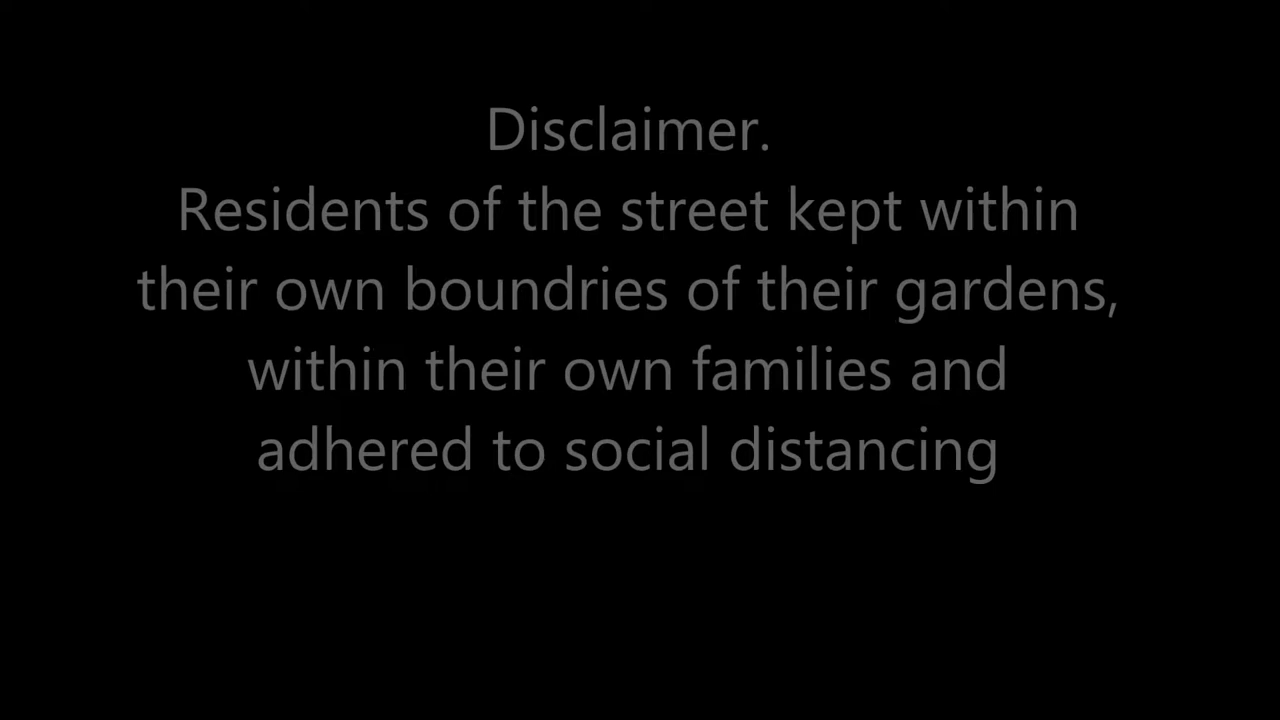 Disclaimer.
Residents of the street kept within
their own boundries of their gardens,
within their own families and
adhered to social distancing